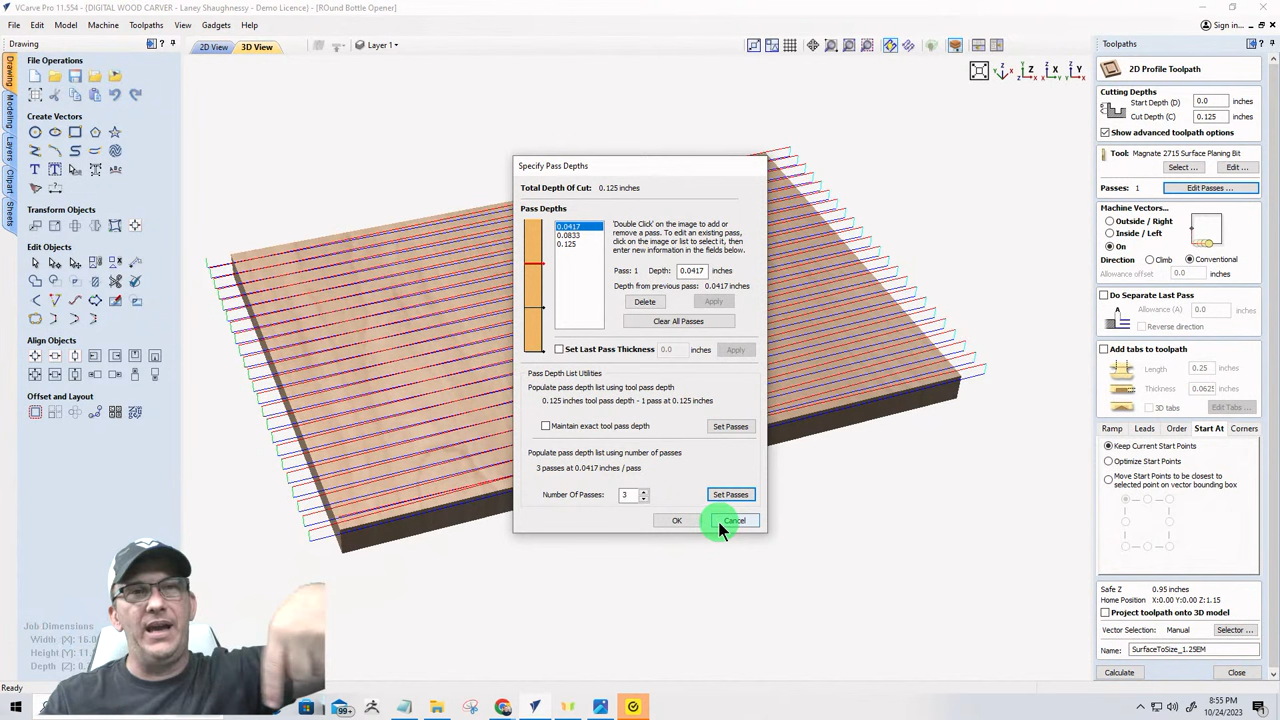 VCarve Pro 11.554 - {DIGITAL WOOD CARVER - Laney Shaughnessy - Demo Licence} - [ROund Bottle Opener]
File Edit Model Machine Toolpaths View Gadgets Help
Sign in...
Drawing
2D View 3D View
Layer 1
Toolpaths
Drawing
Modeling
Layers
Clipart
Sheets
File Operations
Create Vectors
Transform Objects
Edit Objects
Align Objects
Offset and Layout
Job Dimensions
Width [X]: 16.0
Height [Y]: 11.
Depth [Z]:
Ready
Z X Y
Specify Pass Depths
Total Depth Of Cut: 0.125 inches
Pass Depths
0.0417
0.0833
0.125
'Double Click' on the image to add or
remove a pass. To edit an existing pass,
click on the image or list to select it, then
enter new information in the fields below.
Pass: 1 Depth: 0.0417 inches
Depth from previous pass: 0.0417 inches
Delete Apply
Clear All Passes
Set Last Pass Thickness 0.0 inches Apply
Pass Depth List Utilities
Populate pass depth list using tool pass depth
0.125 inches tool pass depth - 1 pass at 0.125 inches
Maintain exact tool pass depth Set Passes
Populate pass depth list using number of passes
3 passes at 0.0417 inches / pass
Number Of Passes: 3 Set Passes
OK Cancel
2D Profile Toolpath
Cutting Depths
Start Depth (D) 0.0 inches
Cut Depth (C) 0.125 inches
Show advanced toolpath options
Tool: Magnate 2715 Surface Planing Bit
Select ... Edit ...
Passes: 1 Edit Passes ...
Machine Vectors...
Outside / Right
Inside / Left
On
Direction Climb Conventional
Allowance offset 0.0 inches
Do Separate Last Pass
Allowance (A) 0.0 inches
Reverse direction
Add tabs to toolpath
Length 0.25 inches
Thickness 0.0625 inches
3D tabs Edit Tabs ...
Ramp Leads Order Start At Corners
Keep Current Start Points
Optimize Start Points
Move Start Points to be closest to
selected point on vector bounding box
Safe Z 0.95 inches
Home Position X:0.00 Y:0.00 Z:1.15
Project toolpath onto 3D model
Vector Selection: Manual Selector ...
Name: SurfaceToSize_1.25EM
Calculate Close
99+
8:55 PM
10/24/2023